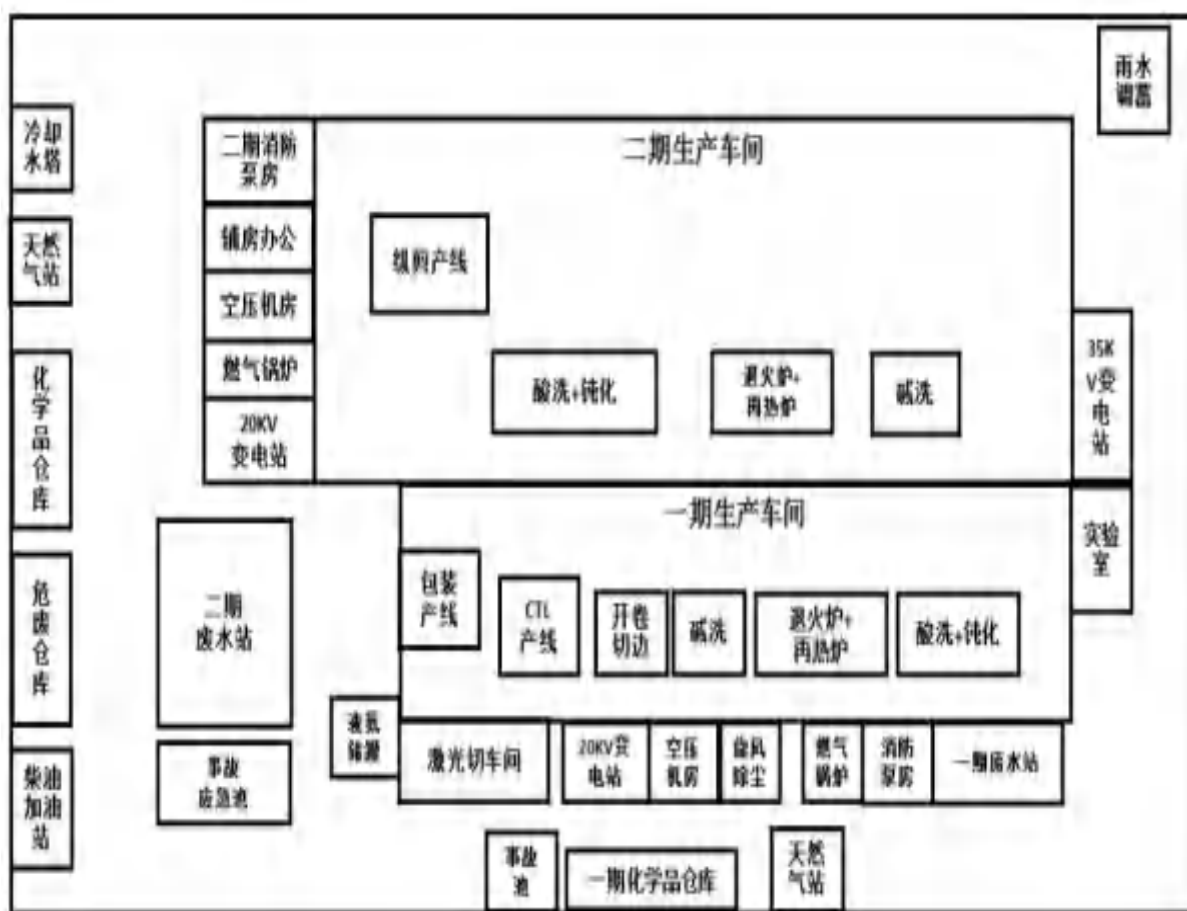 雨水
调蓄
冷却
水塔
二期消防
泵房
二期生产车间
天然
气站
辅房办公
纵剪产线
空压机房
化
学
品
仓
库
燃气锅炉
酸洗+钝化
退火炉+
再热炉
碱洗
35K
V变
电
站
20KV
变电站
一期生产车间
实验
室
危
废
仓
库
二期
废水站
包装
产线
CTL
产线
开卷
切边
碱洗
退火炉+
再热炉
酸洗+钝化
储罐
柴油
加油
站
事故
应急池
激光切车间
20KV变
电站
空压
机房
旋风
除尘
燃气
锅炉
消防
泵房
一期废水站
事故
池
一期化学品仓库
天然
气站